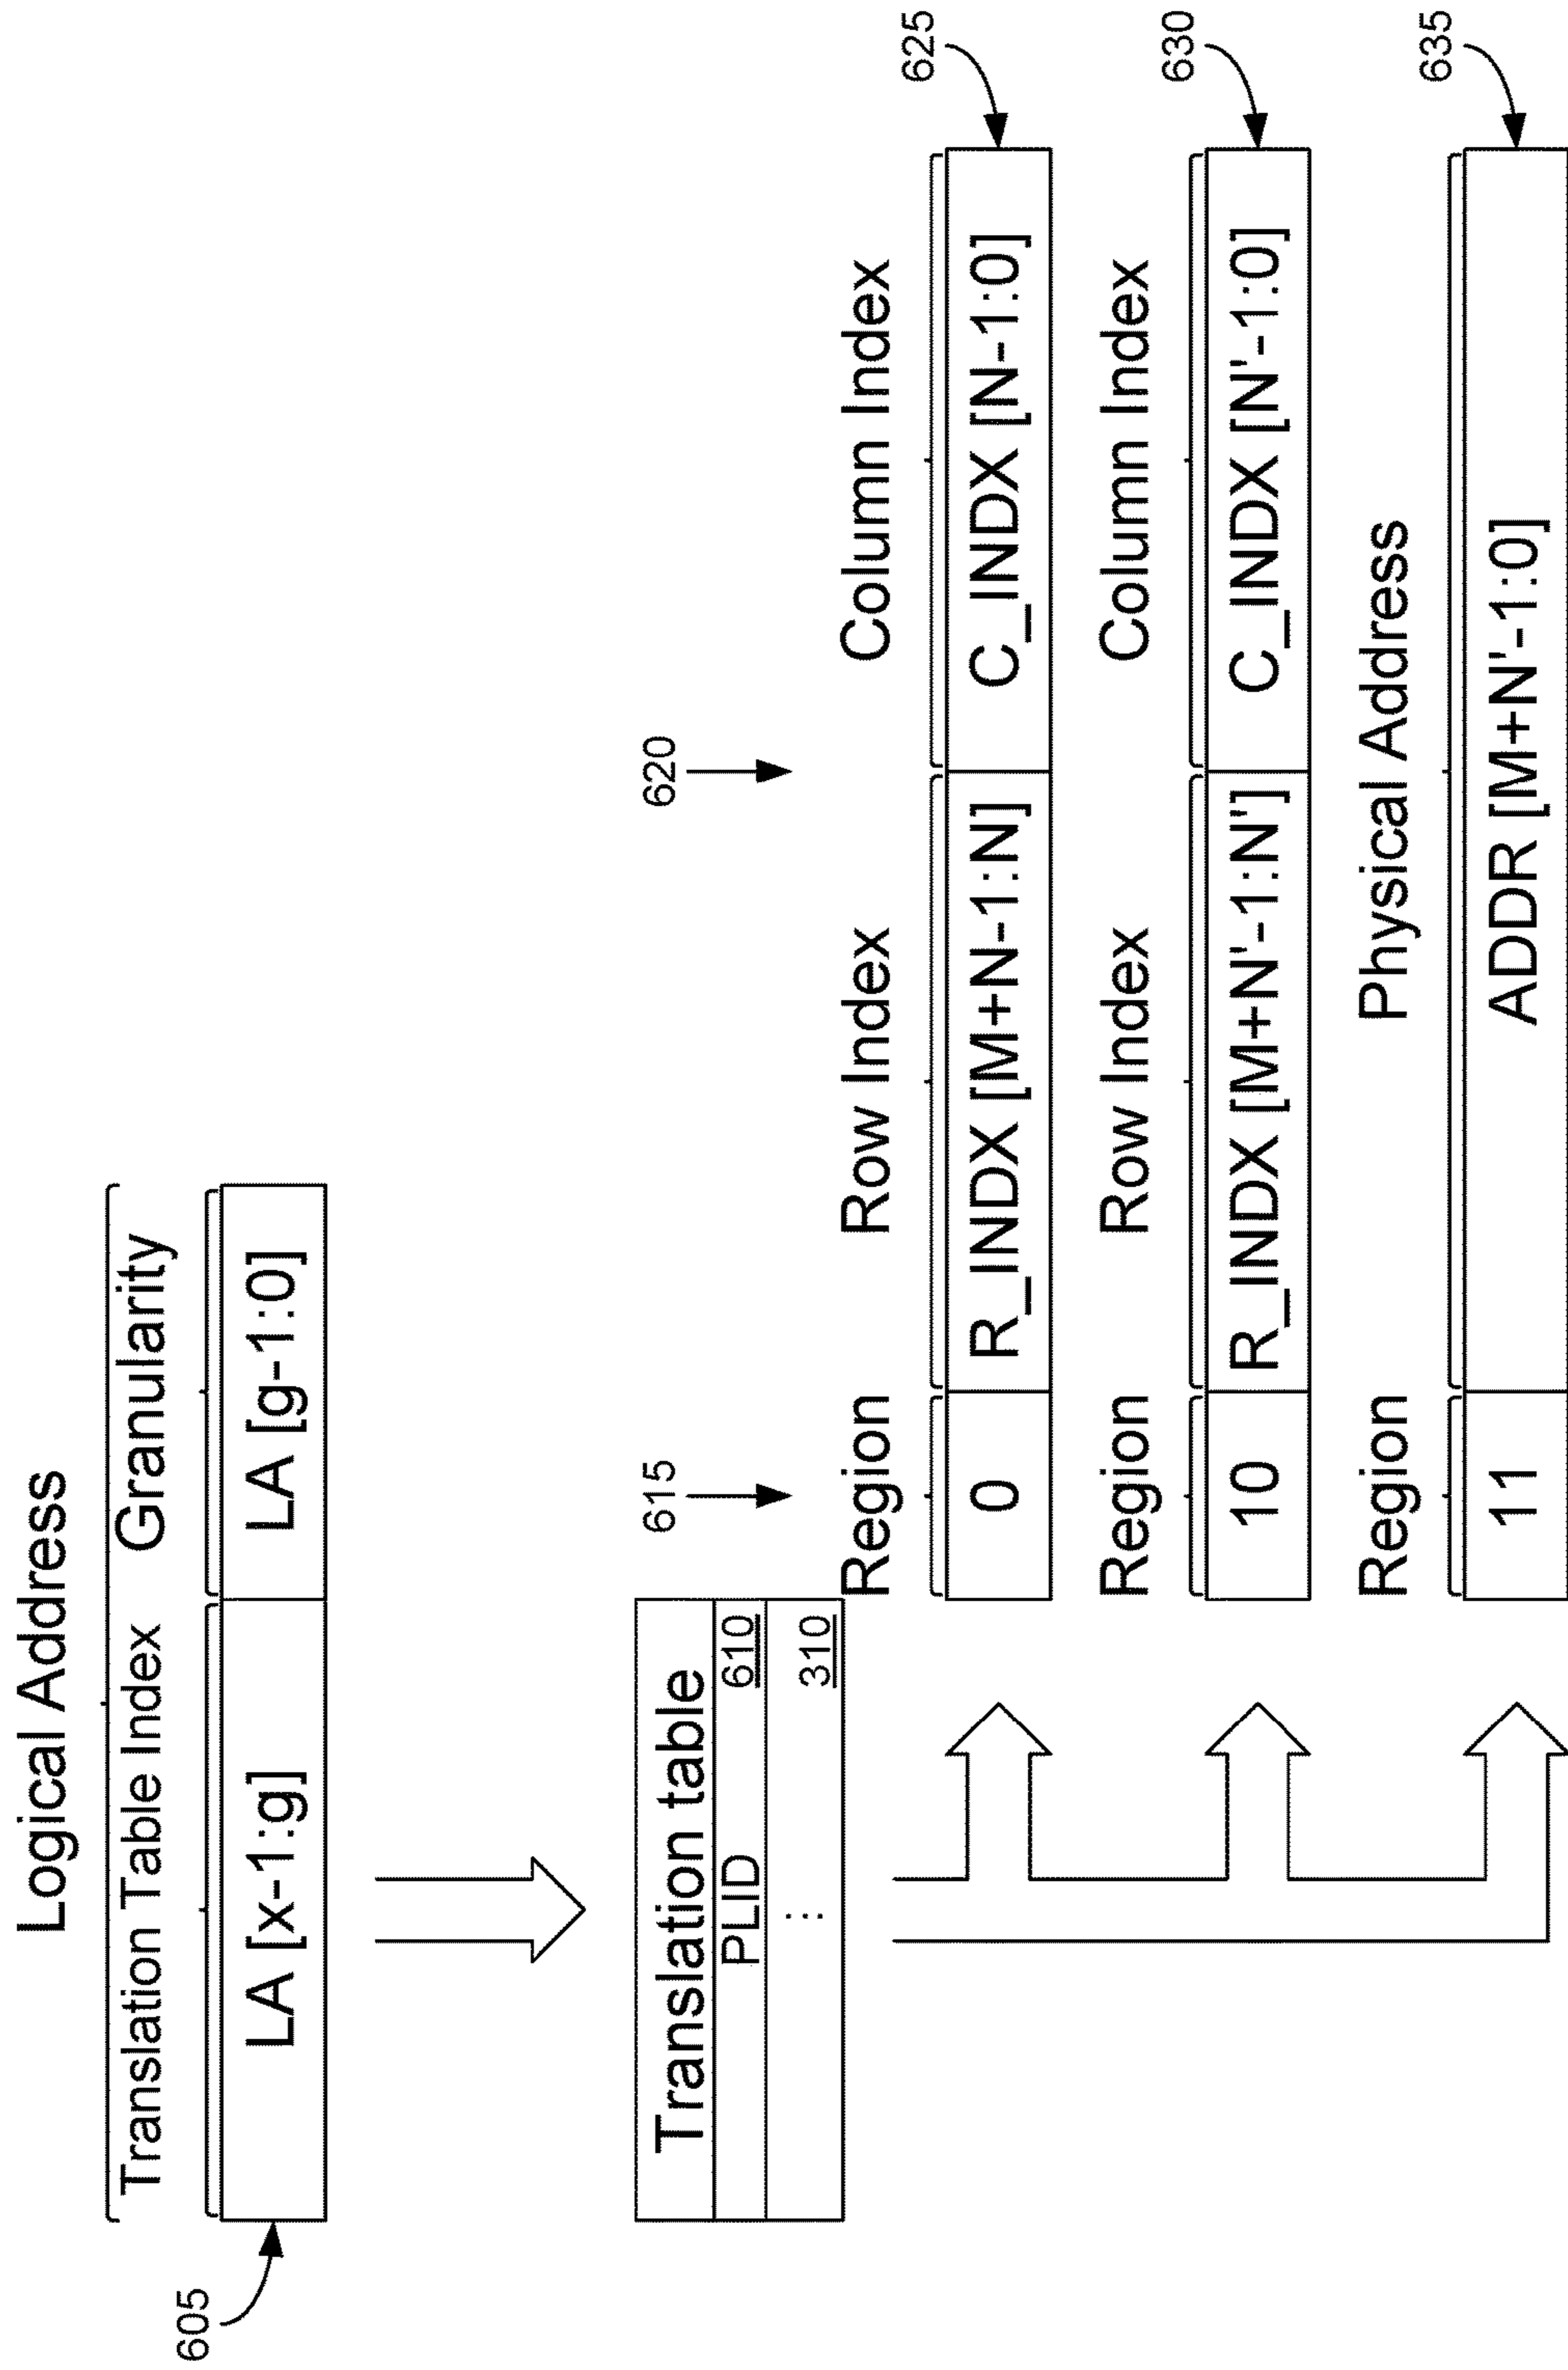 Logical Address
Translation Table Index Granularity
605
LA [x-1:g] LA [g-1:0]
Translation table
PLID 610
⋮ 310
615 620
Region Row Index Column Index
0 R_INDX [M+N-1:N] C_INDX [N-1:0] 625
Region Row Index Column Index
10 R_INDX [M+N'-1:N'] C_INDX [N'-1:0] 630
Region Physical Address
11 ADDR [M+N'-1:0] 635